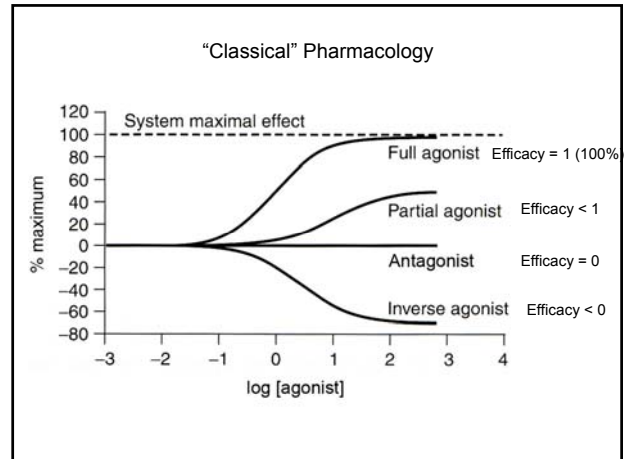 “Classical” Pharmacology
120
100
80
60
40
20
0
−20
−40
−60
−80
% maximum
System maximal effect
Full agonist Efficacy = 1 (100%)
Partial agonist Efficacy < 1
Antagonist Efficacy = 0
Inverse agonist Efficacy < 0
−3 −2 −1 0 1 2 3 4
log [agonist]